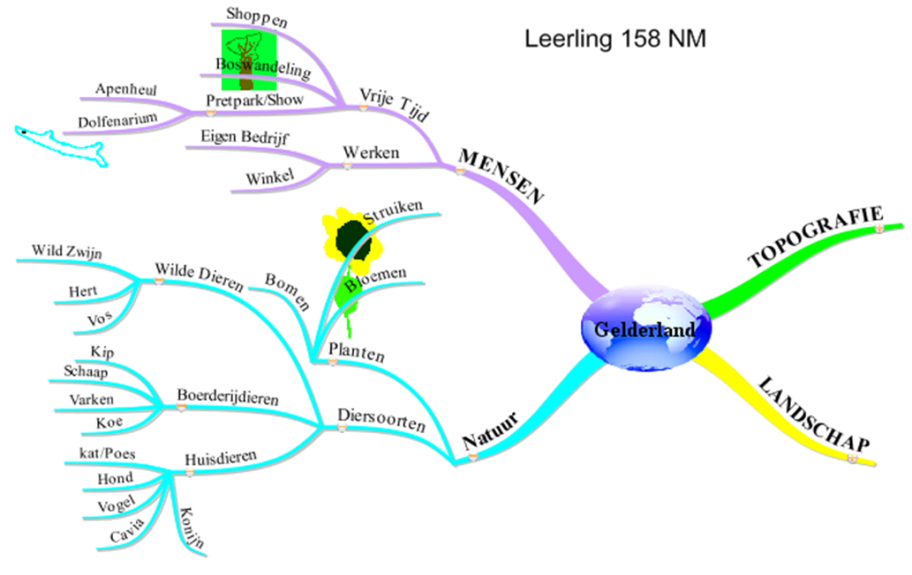 Leerling 158 NM
Shoppen
Boswandeling
Apenheul
Pretpark/Show
Vrije Tijd
Dolfenarium
Eigen Bedrijf
Werken
Winkel
MENSEN
TOPOGRAFIE
Gelderland
LANDSCHAP
Natuur
Struiken
Bloemen
Bomen
Planten
Wild Zwijn
Wilde Dieren
Hert
Vos
Kip
Schaap
Varken
Boerderijdieren
Koe
Diersoorten
kat/Poes
Huisdieren
Hond
Vogel
Cavia
Konijn